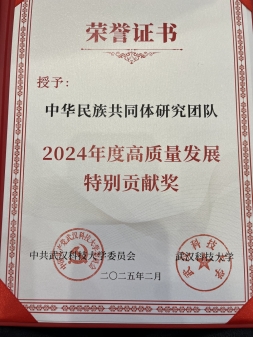 荣誉证书
授予：
中华民族共同体研究团队
2024年度高质量发展
特别贡献奖
中共武汉科技大学委员会
武汉科技大学
二〇二五年二月